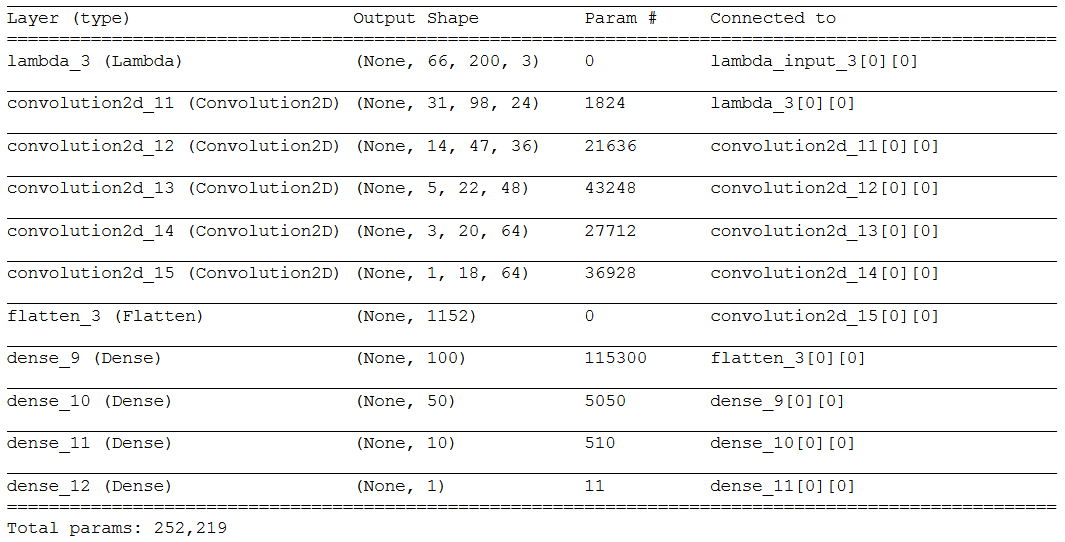 Layer (type) Output Shape Param # Connected to
====================================================================================================
lambda_3 (Lambda) (None, 66, 200, 3) 0 lambda_input_3[0][0]
convolution2d_11 (Convolution2D) (None, 31, 98, 24) 1824 lambda_3[0][0]
convolution2d_12 (Convolution2D) (None, 14, 47, 36) 21636 convolution2d_11[0][0]
convolution2d_13 (Convolution2D) (None, 5, 22, 48) 43248 convolution2d_12[0][0]
convolution2d_14 (Convolution2D) (None, 3, 20, 64) 27712 convolution2d_13[0][0]
convolution2d_15 (Convolution2D) (None, 1, 18, 64) 36928 convolution2d_14[0][0]
flatten_3 (Flatten) (None, 1152) 0 convolution2d_15[0][0]
dense_9 (Dense) (None, 100) 115300 flatten_3[0][0]
dense_10 (Dense) (None, 50) 5050 dense_9[0][0]
dense_11 (Dense) (None, 10) 510 dense_10[0][0]
dense_12 (Dense) (None, 1) 11 dense_11[0][0]
====================================================================================================
Total params: 252,219